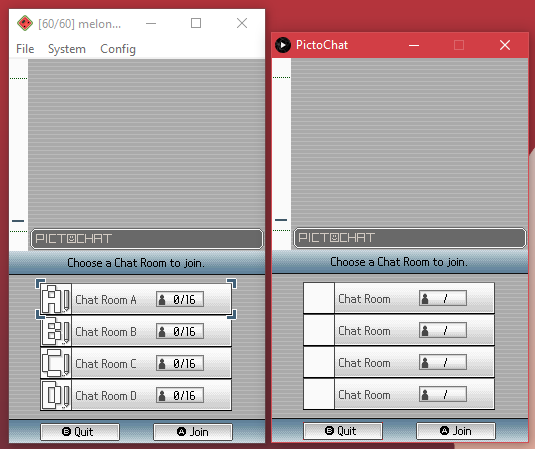 [60/60] melon...
File System Config
PICTOCHAT
Choose a Chat Room to join.
A Chat Room A 0/16
B Chat Room B 0/16
C Chat Room C 0/16
D Chat Room D 0/16
B Quit A Join
PictoChat
PICTOCHAT
Choose a Chat Room to join.
Chat Room /
Chat Room /
Chat Room /
Chat Room /
B Quit A Join